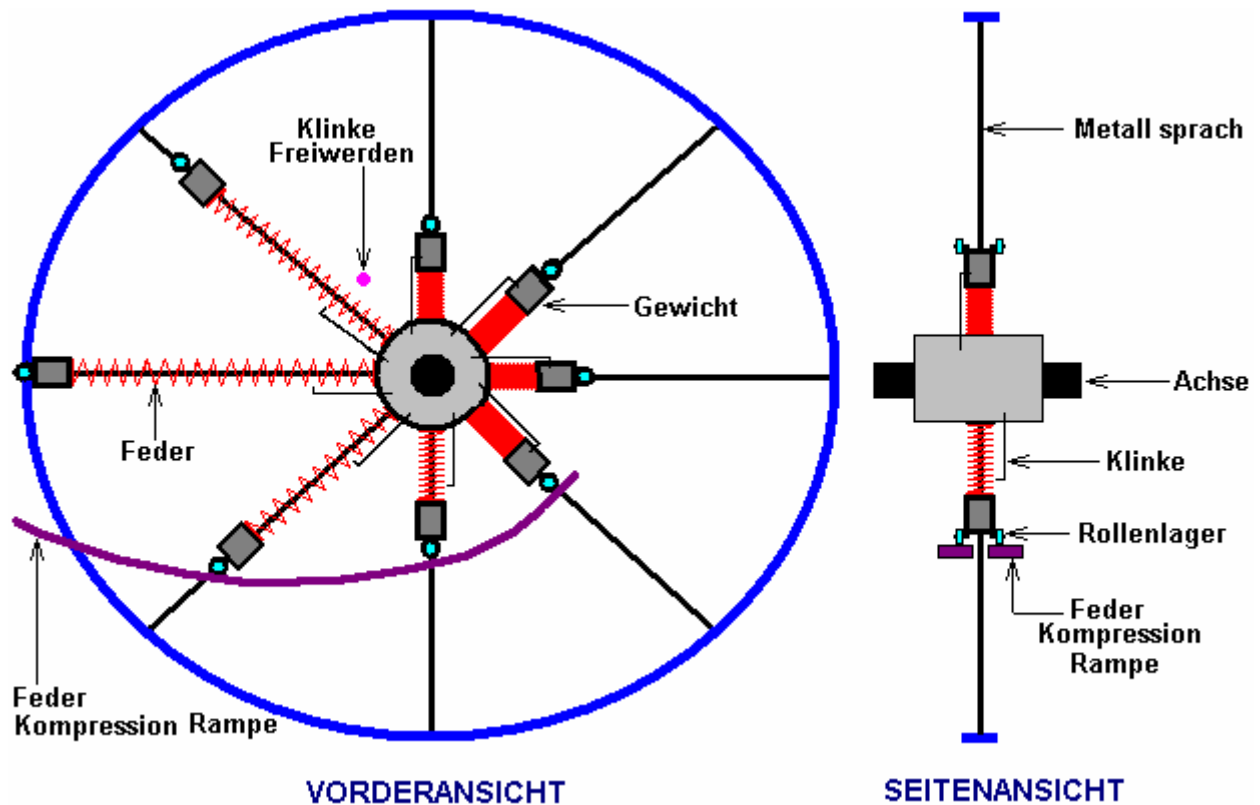 Klinke
Freiwerden
Metall sprach
Gewicht
Achse
Feder
Klinke
Rollenlager
Feder
Kompression
Rampe
Feder
Kompression Rampe
VORDERANSICHT
SEITENANSICHT